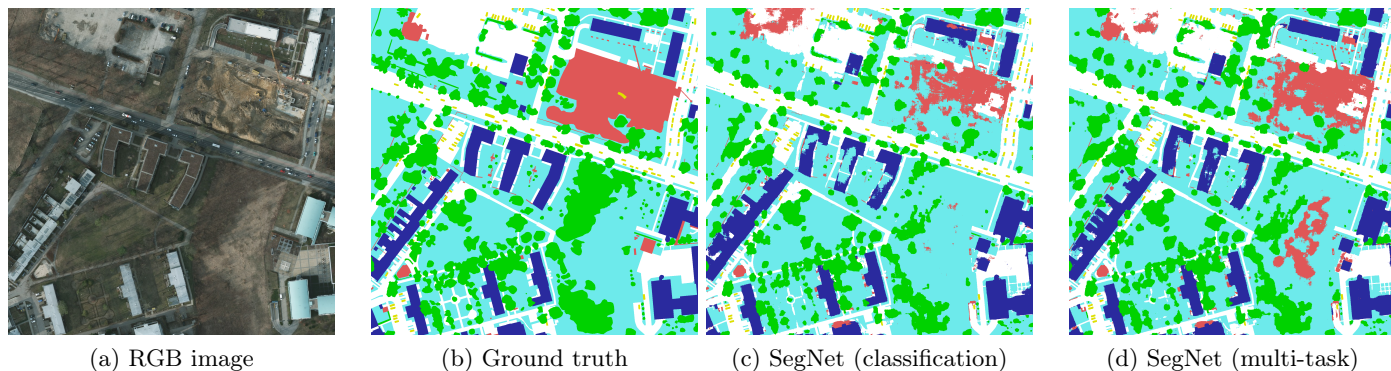 (a) RGB image
(b) Ground truth
(c) SegNet (classification)
(d) SegNet (multi-task)